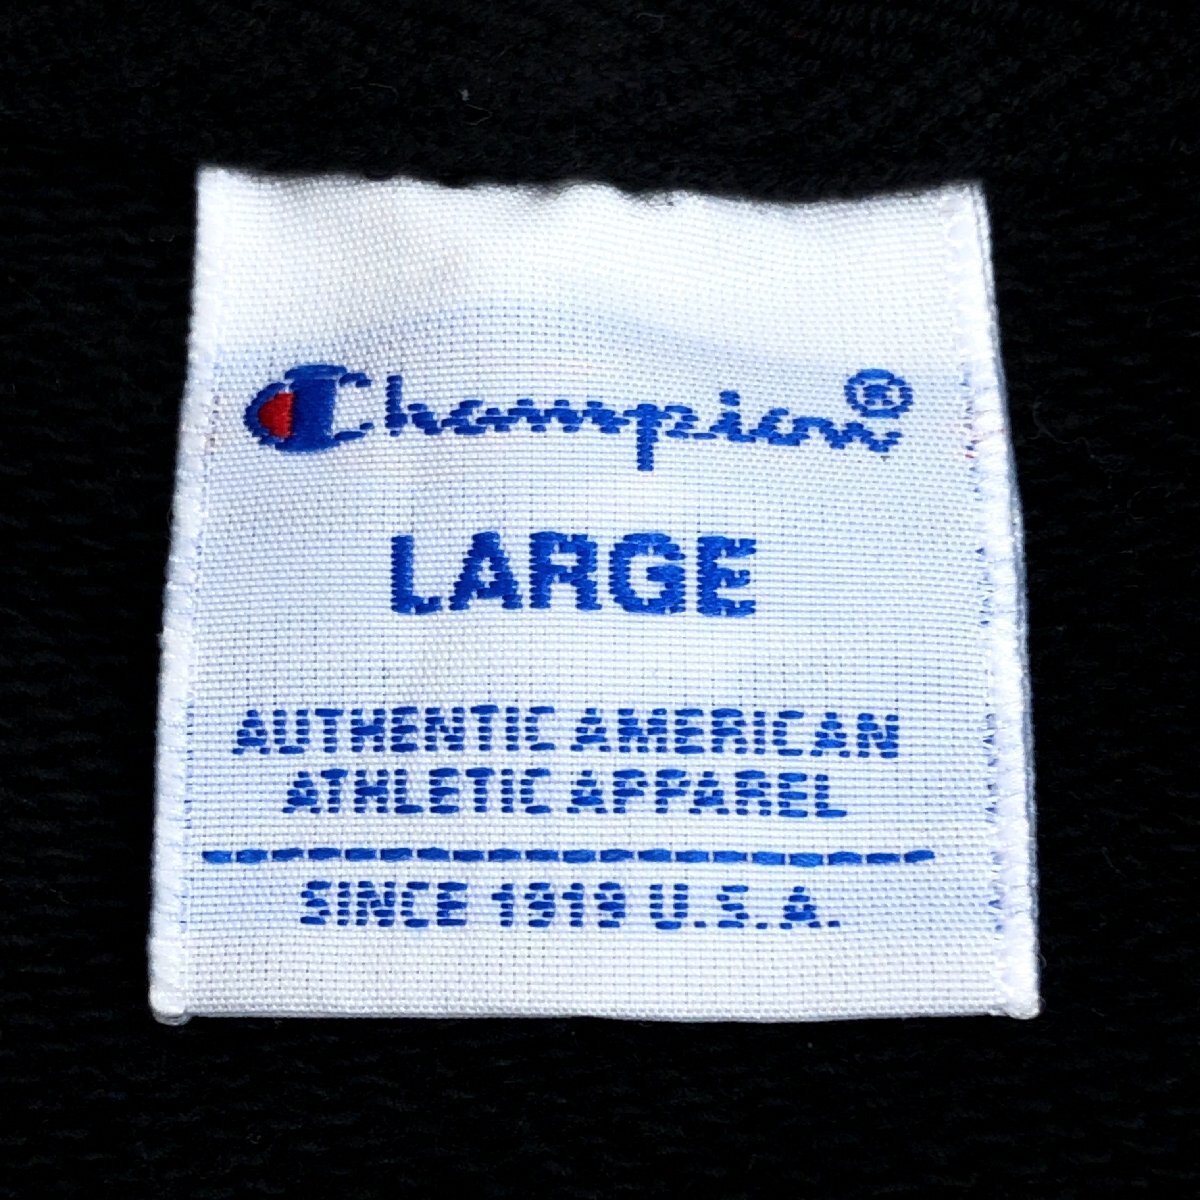 Champion®
LARGE
AUTHENTIC AMERICAN
ATHLETIC APPAREL
SINCE 1919 U.S.A.